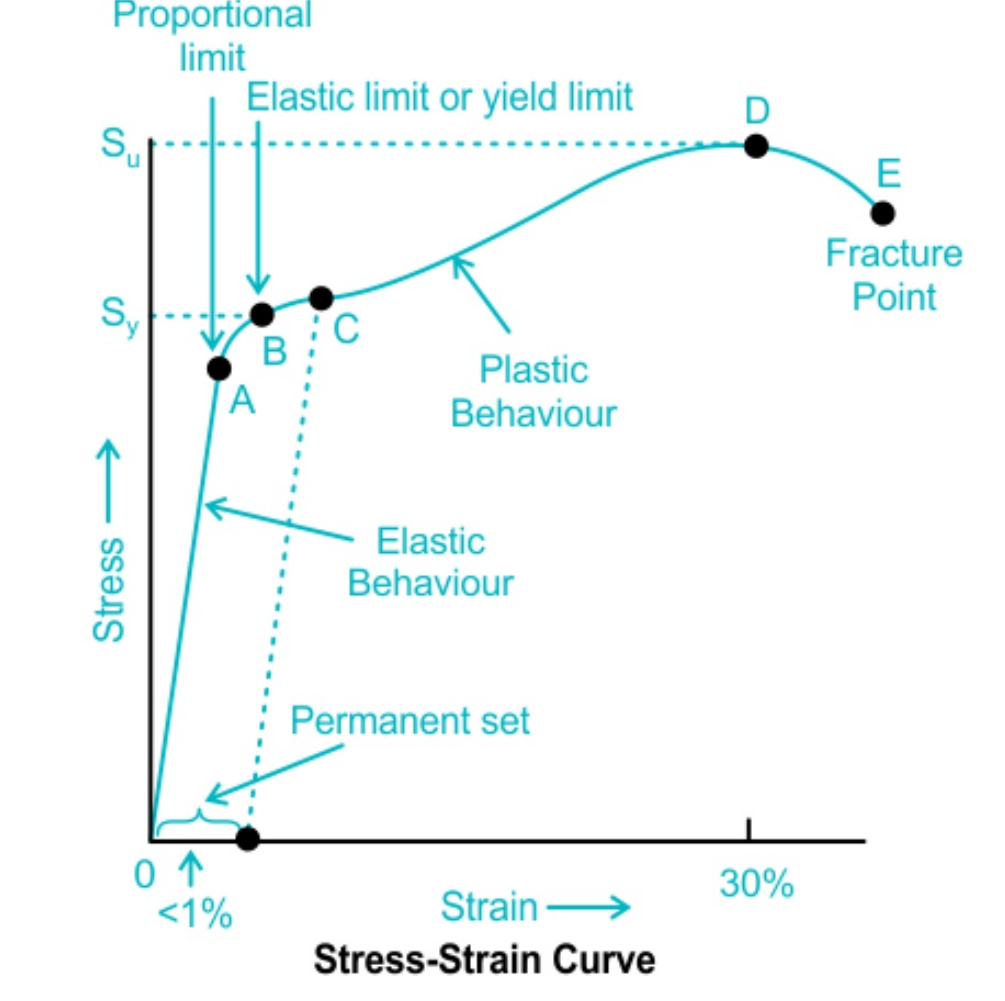 Proportional
limit
Elastic limit or yield limit
D
Su
E
Fracture
Point
Sy
B
C
A
Plastic
Behaviour
Stress
Elastic
Behaviour
Permanent set
0
<1%
30%
Strain
Stress-Strain Curve